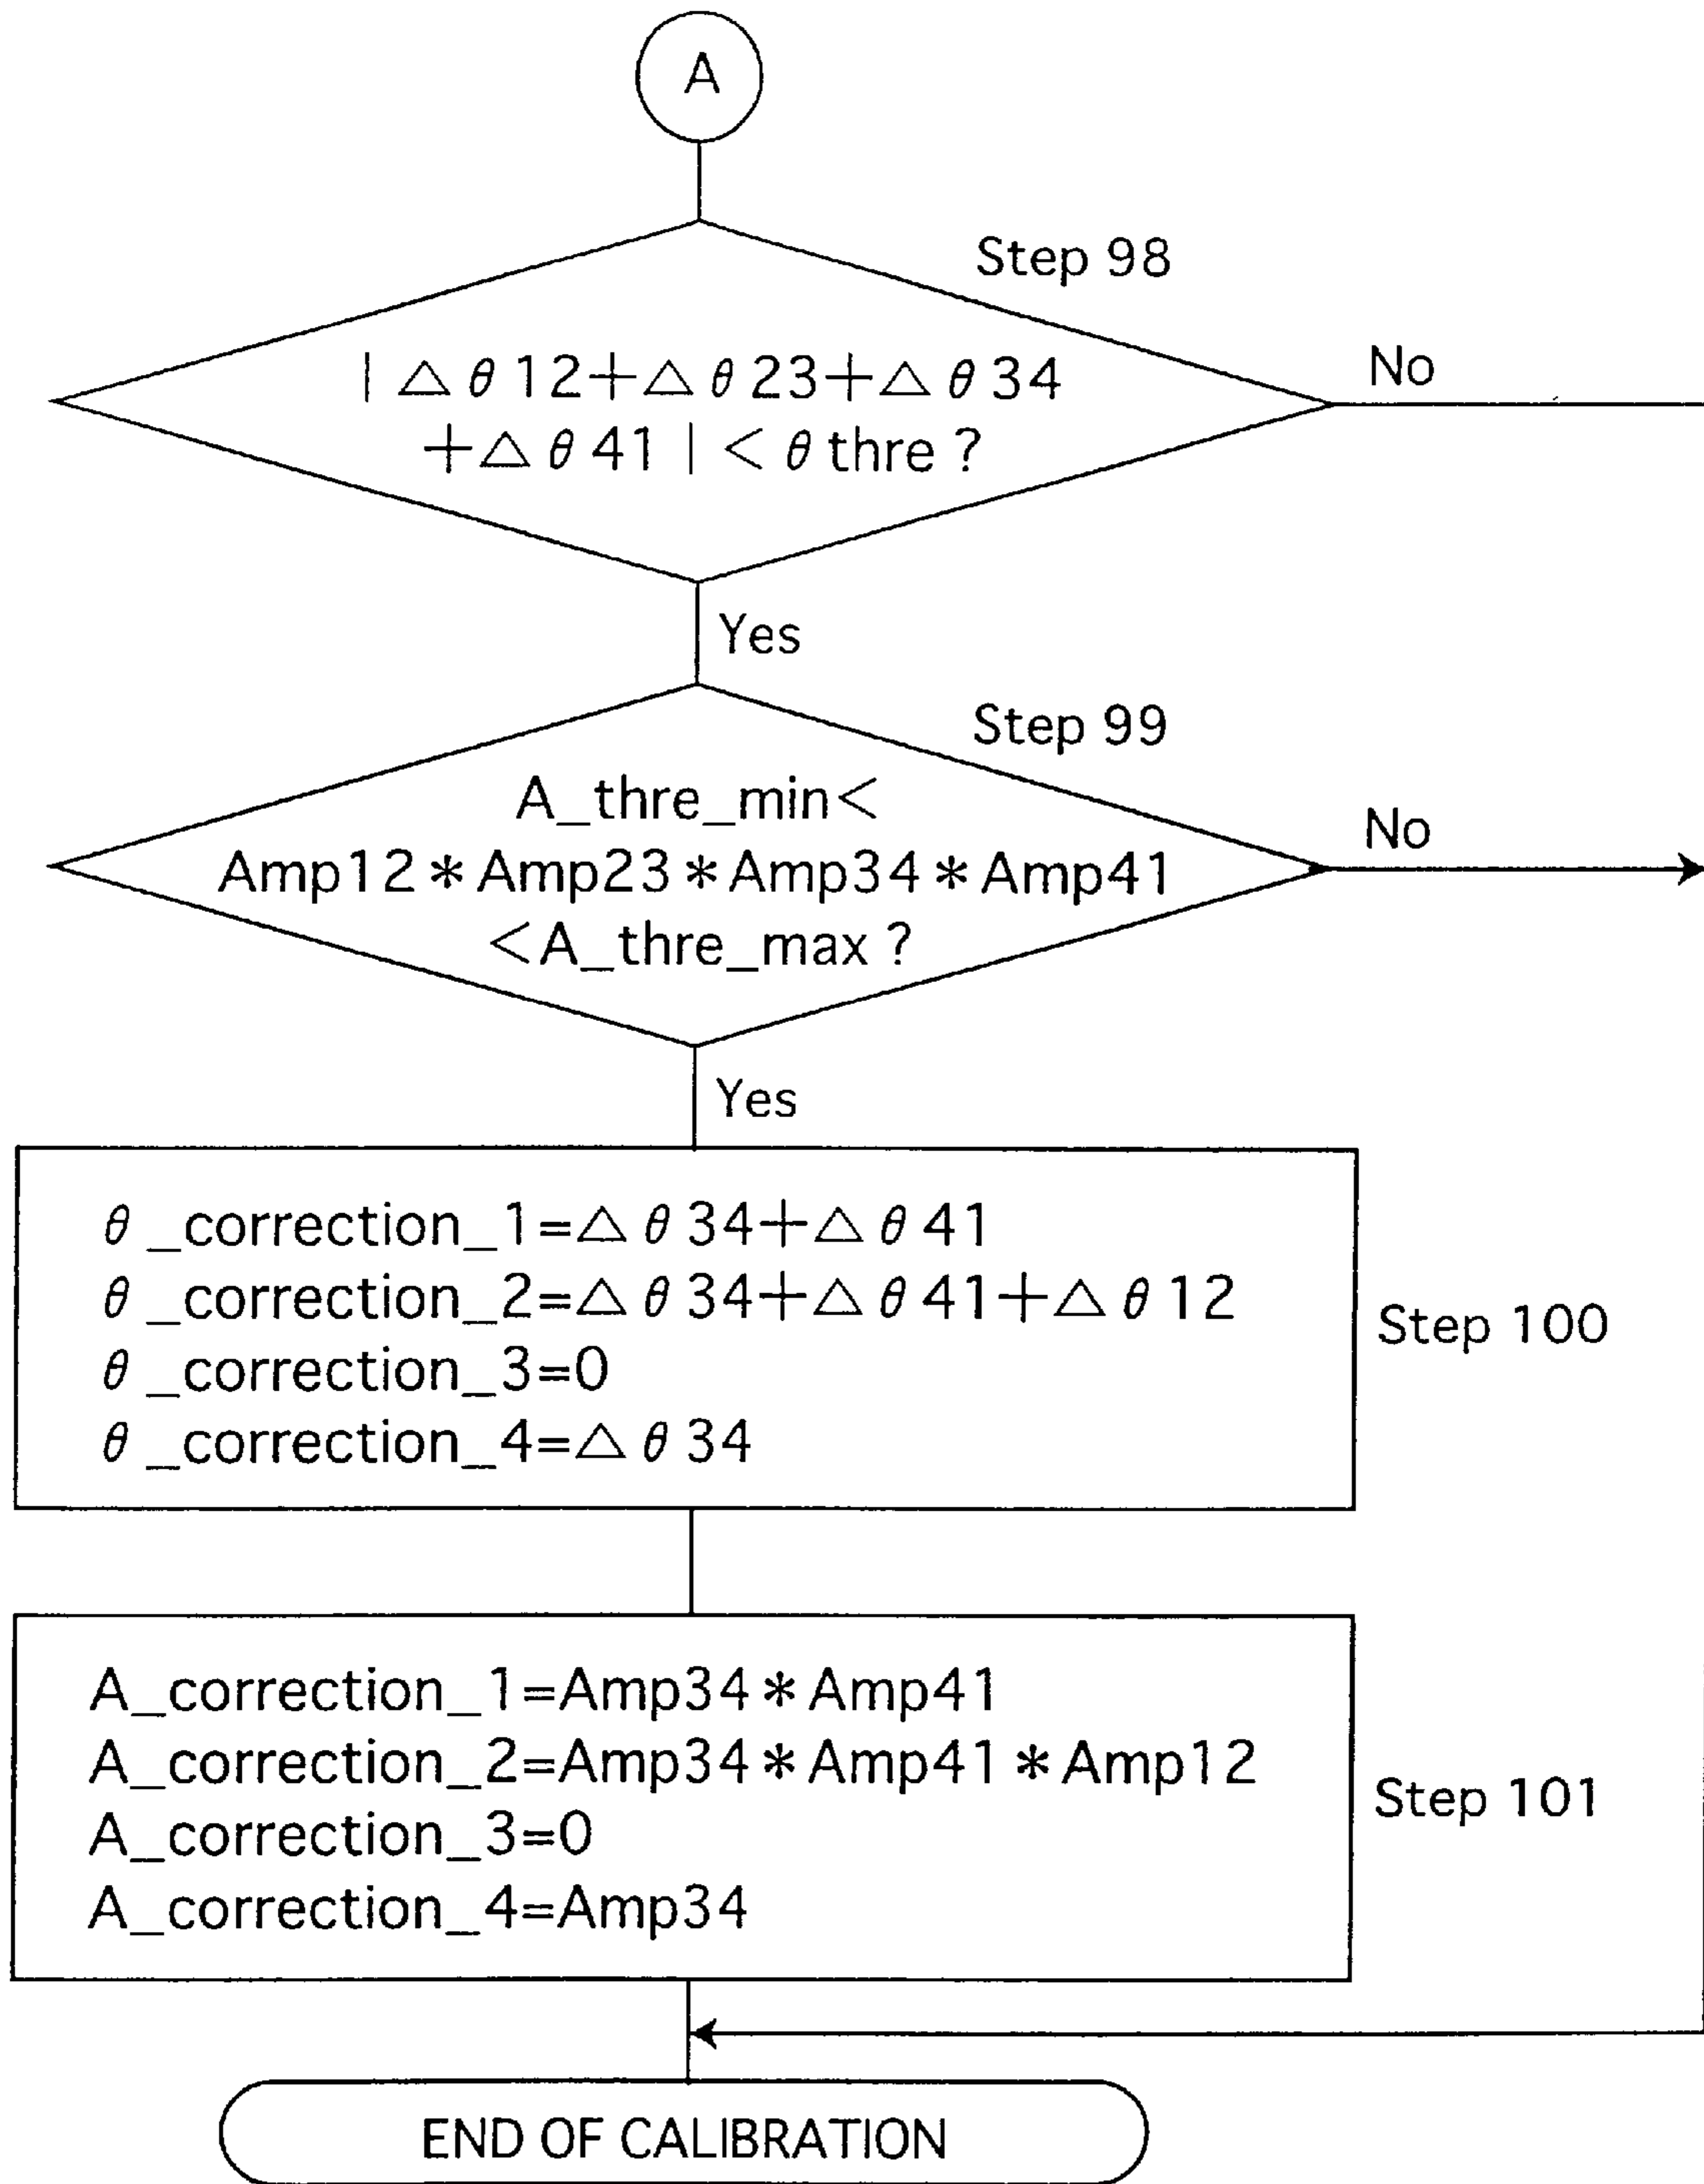 A
Step 98
| △θ12+△θ23+△θ34
+△θ41 | < θthre ?
No
Yes
Step 99
A_thre_min<
Amp12*Amp23*Amp34*Amp41
<A_thre_max ?
No
Yes
θ_correction_1=△θ34+△θ41
θ_correction_2=△θ34+△θ41+△θ12
θ_correction_3=0
θ_correction_4=△θ34
Step 100
A_correction_1=Amp34*Amp41
A_correction_2=Amp34*Amp41*Amp12
A_correction_3=0
A_correction_4=Amp34
Step 101
END OF CALIBRATION